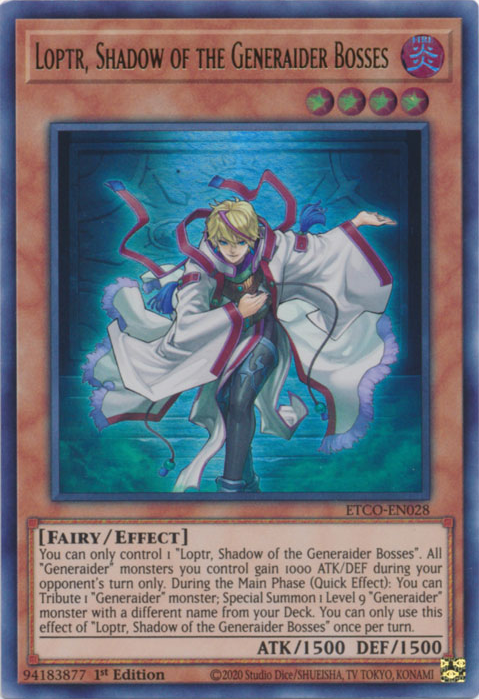 LOPTR, SHADOW OF THE GENERAIDER BOSSES
FIRE
炎
ETCO-EN028
[FAIRY/EFFECT]
You can only control 1 "Loptr, Shadow of the Generaider Bosses". All
"Generaider" monsters you control gain 1000 ATK/DEF during your
opponent's turn only. During the Main Phase (Quick Effect): You can
Tribute 1 "Generaider" monster; Special Summon 1 Level 9 "Generaider"
monster with a different name from your Deck. You can only use this
effect of "Loptr, Shadow of the Generaider Bosses" once per turn.
ATK/1500 DEF/1500
94183877 1st Edition ©2020 Studio Dice/SHUEISHA, TV TOKYO, KONAMI